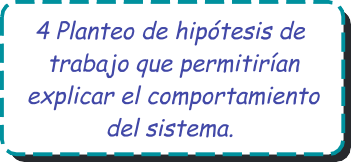 4 Planteo de hipótesis de
trabajo que permitirían
explicar el comportamiento
del sistema.